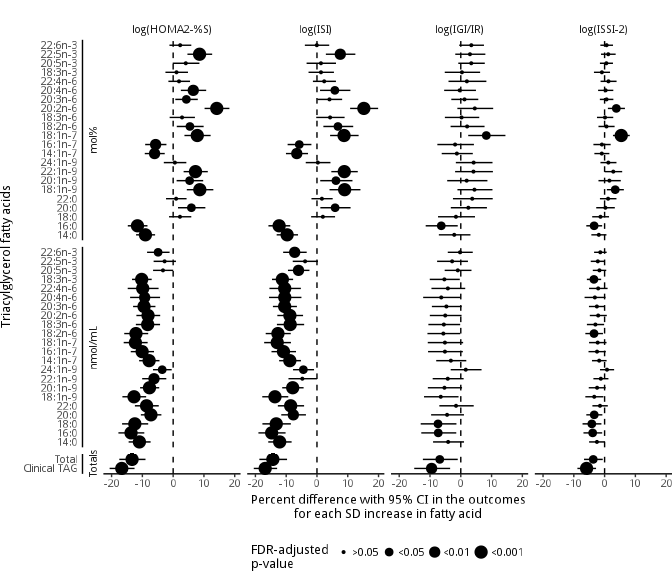 log(HOMA2-%S) log(ISI) log(IGI/IR) log(ISSI-2)
Triacylglycerol fatty acids
mol%
22:6n-3
22:5n-3
20:5n-3
18:3n-3
22:4n-6
20:4n-6
20:3n-6
20:2n-6
18:3n-6
18:2n-6
18:1n-7
16:1n-7
14:1n-7
24:1n-9
22:1n-9
20:1n-9
18:1n-9
22:0
20:0
18:0
16:0
14:0
nmol/mL
22:6n-3
22:5n-3
20:5n-3
18:3n-3
22:4n-6
20:4n-6
20:3n-6
20:2n-6
18:3n-6
18:2n-6
18:1n-7
16:1n-7
14:1n-7
24:1n-9
22:1n-9
20:1n-9
18:1n-9
22:0
20:0
18:0
16:0
14:0
Totals
Total
Clinical TAG
-20 -10 0 10 20 -20 -10 0 10 20 -20 -10 0 10 20 -20 -10 0 10 20
Percent difference with 95% CI in the outcomes
for each SD increase in fatty acid
FDR-adjusted
p-value
>0.05 <0.05 <0.01 <0.001